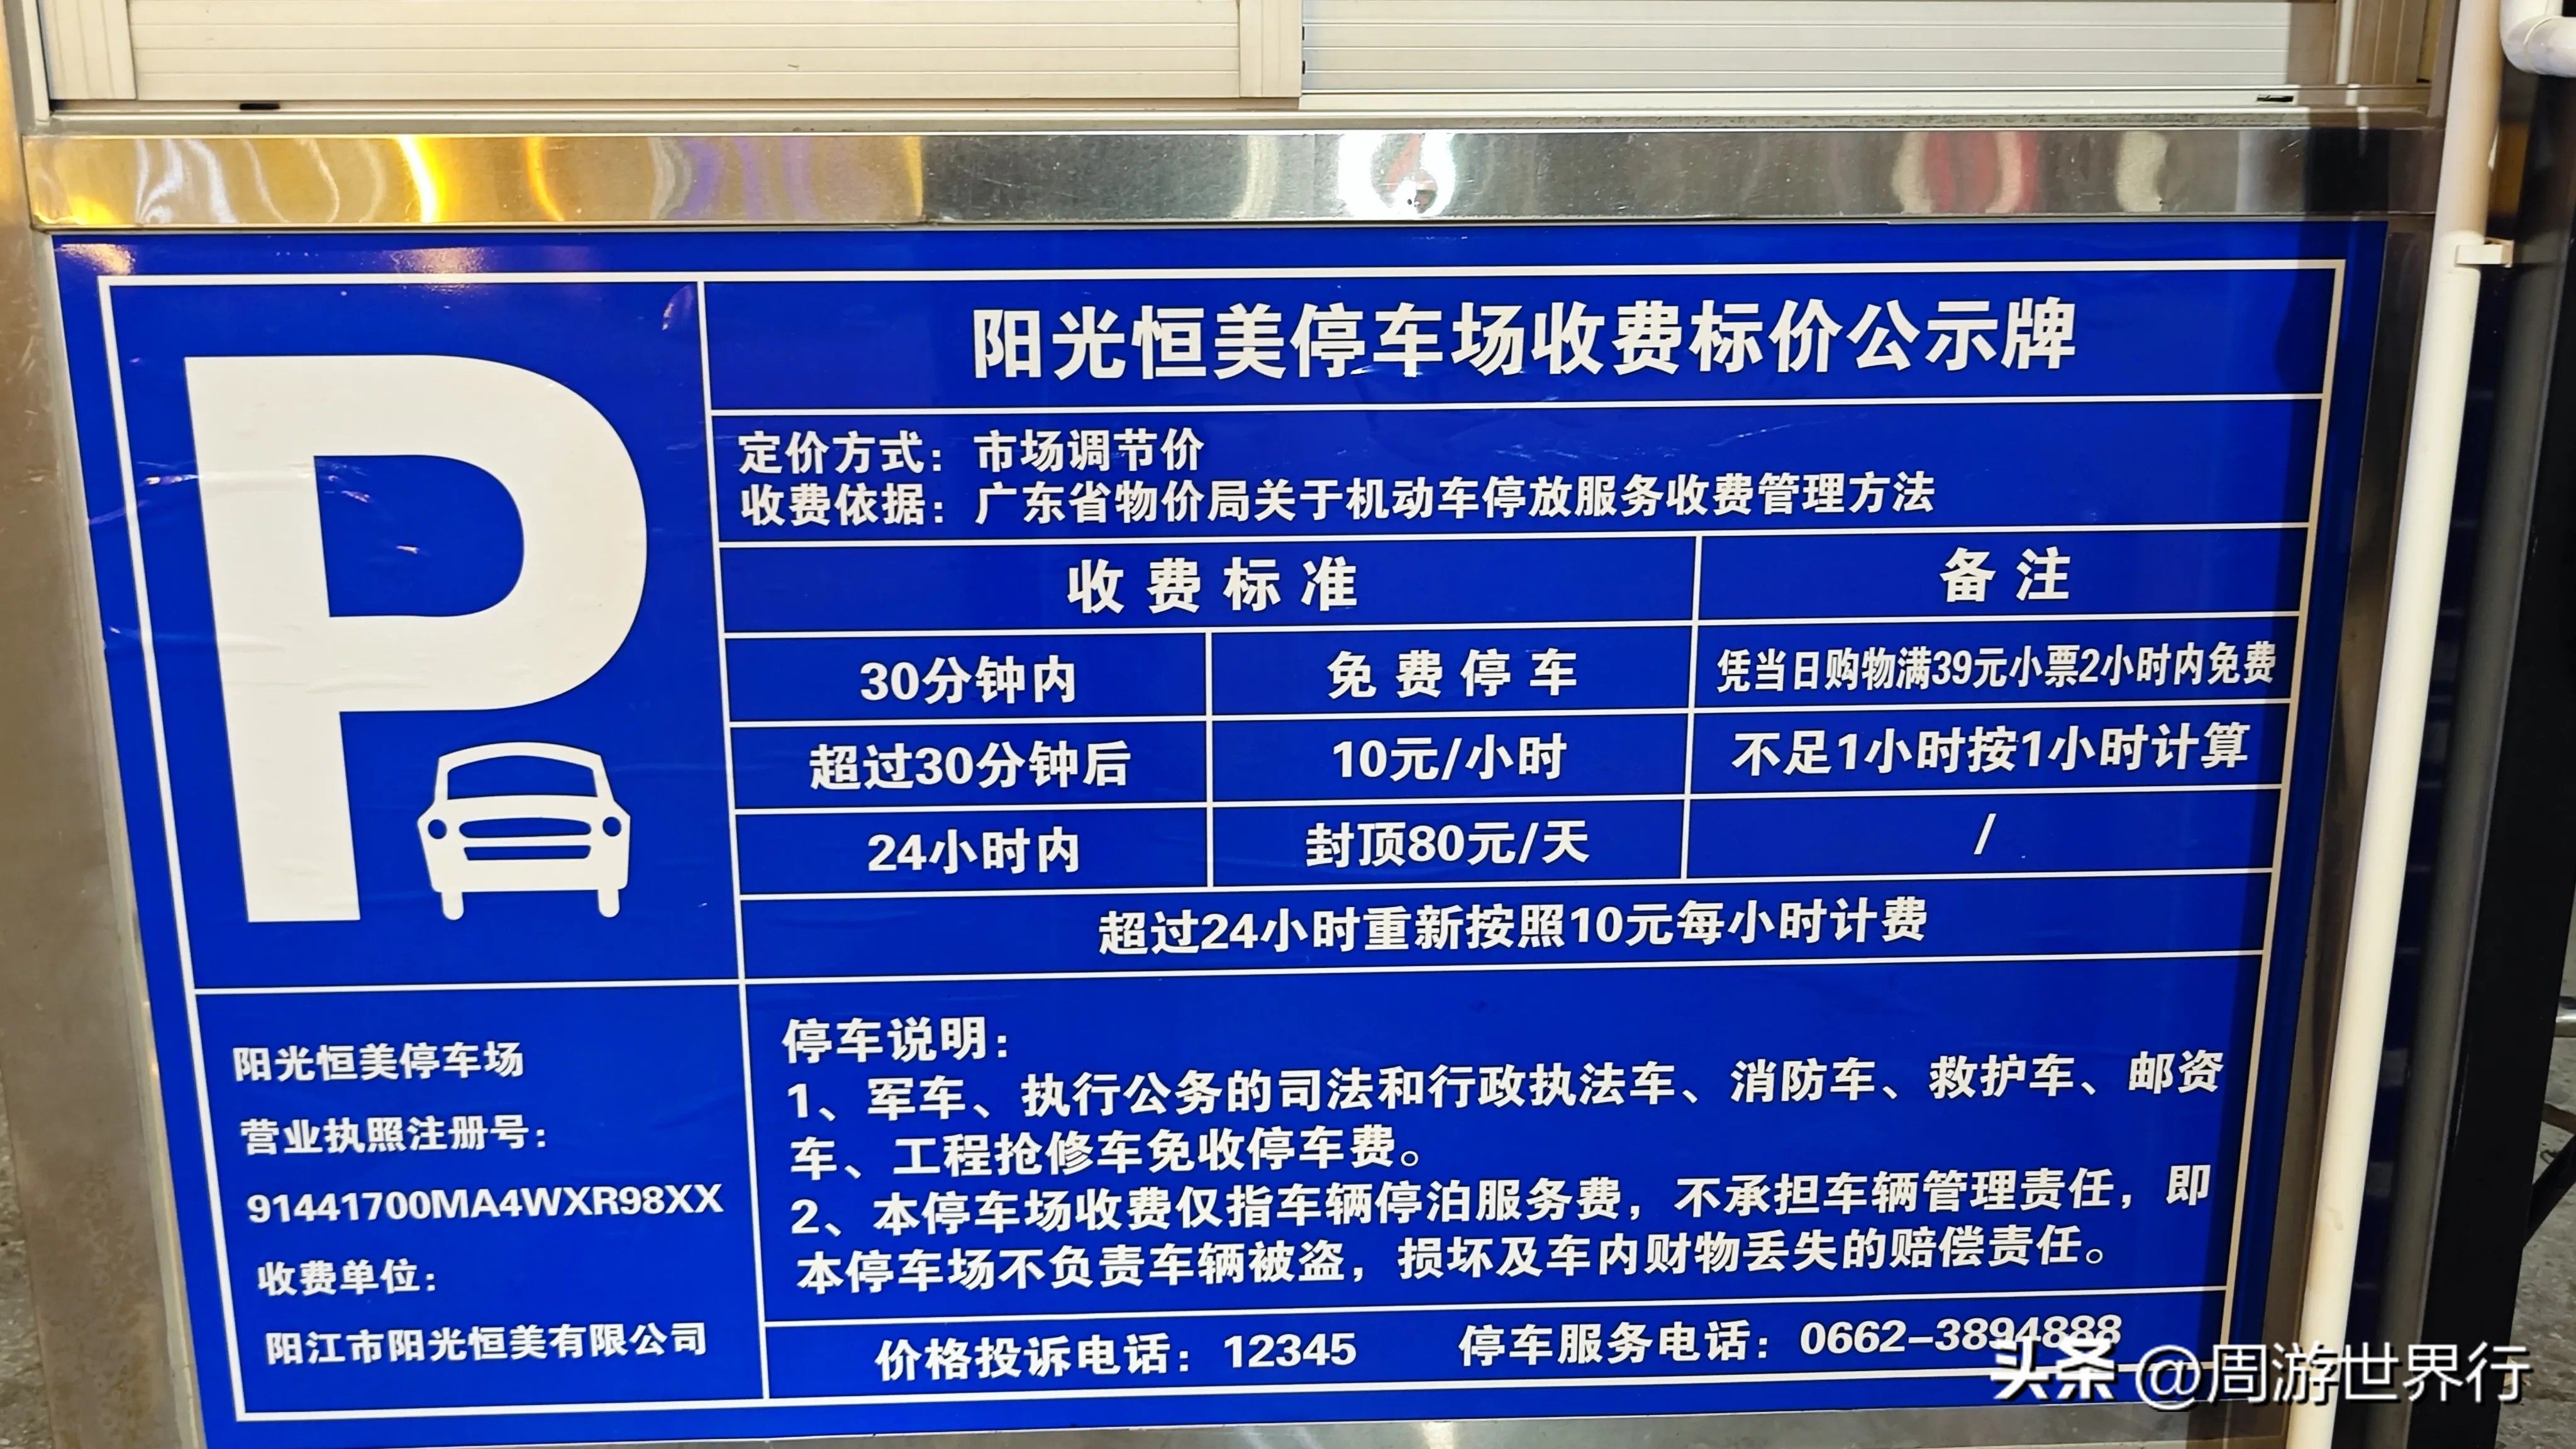 P
阳光恒美停车场收费标价公示牌
定价方式：市场调节价
收费依据：广东省物价局关于机动车停放服务收费管理方法
收费标准 备注
30分钟内 免费停车 凭当日购物满39元小票2小时内免费
超过30分钟后 10元/小时 不足1小时按1小时计算
24小时内 封顶80元/天 /
超过24小时重新按照10元每小时计费
阳光恒美停车场
营业执照注册号：
91441700MA4WXR98XX
收费单位：
阳江市阳光恒美有限公司
停车说明：
1、军车、执行公务的司法和行政执法车、消防车、救护车、邮资
车、工程抢修车免收停车费。
2、本停车场收费仅指车辆停泊服务费，不承担车辆管理责任，即
本停车场不负责车辆被盗，损坏及车内财物丢失的赔偿责任。
价格投诉电话：12345 停车服务电话：0662-3894888
头条 @周游世界行